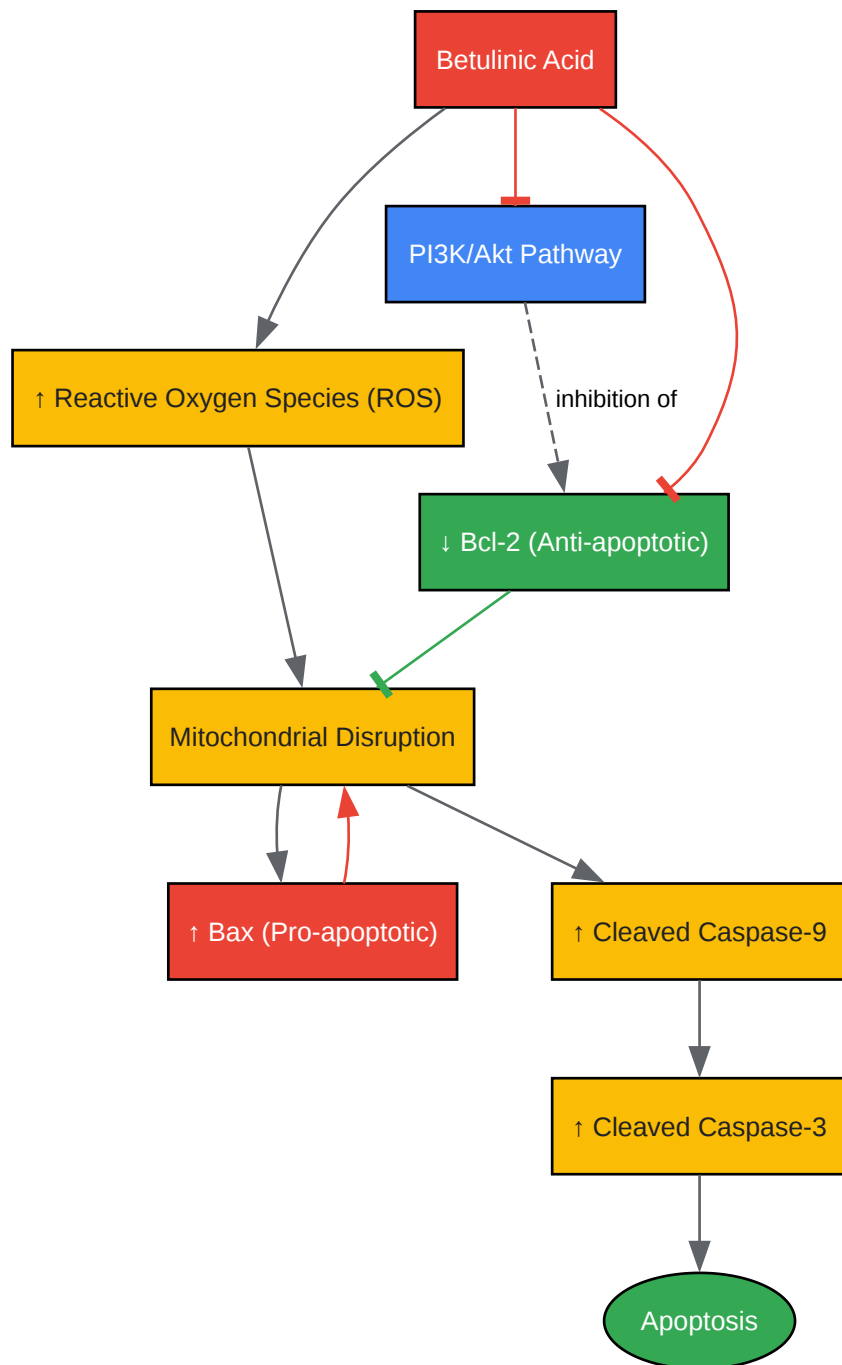 Betulinic Acid
PI3K/Akt Pathway
↑ Reactive Oxygen Species (ROS)
inhibition of
↓ Bcl-2 (Anti-apoptotic)
Mitochondrial Disruption
↑ Bax (Pro-apoptotic)
↑ Cleaved Caspase-9
↑ Cleaved Caspase-3
Apoptosis